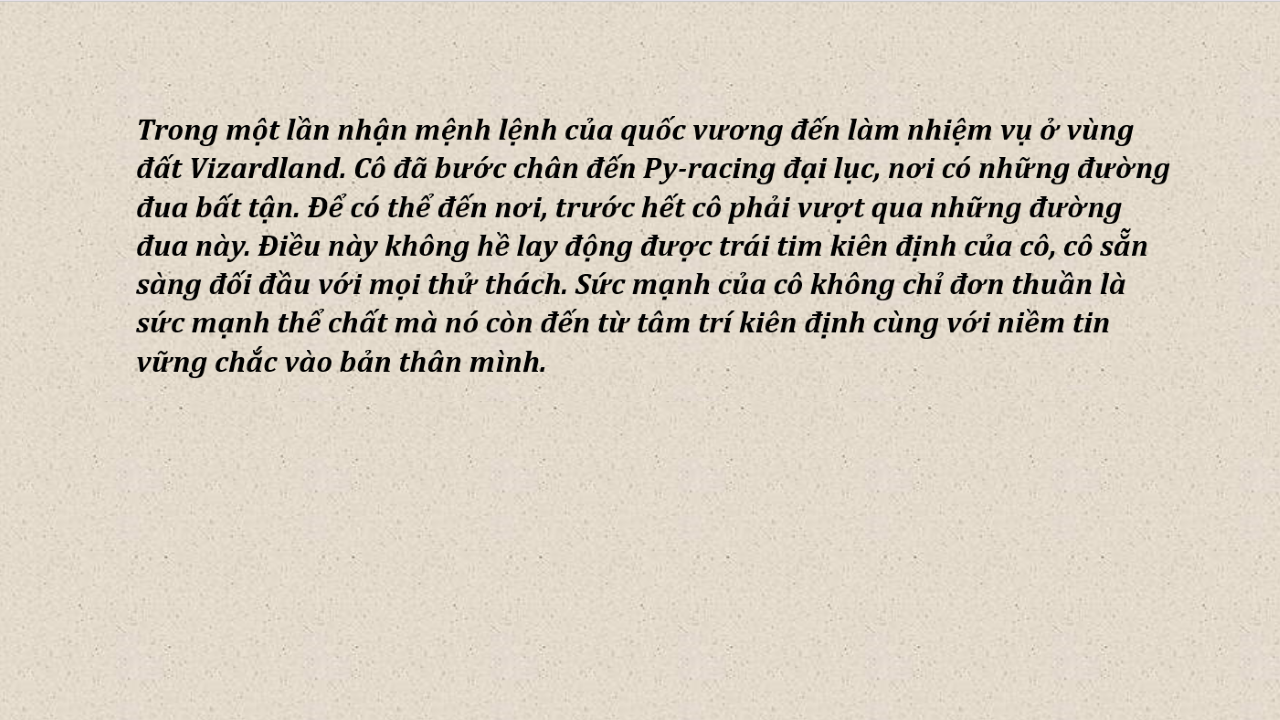 Trong một lần nhận mệnh lệnh của quốc vương đến làm nhiệm vụ ở vùng
đất Vizardland. Cô đã bước chân đến Py-racing đại lục, nơi có những đường
đua bất tận. Để có thể đến nơi, trước hết cô phải vượt qua những đường
đua này. Điều này không hề lay động được trái tim kiên định của cô, cô sẵn
sàng đối đầu với mọi thử thách. Sức mạnh của cô không chỉ đơn thuần là
sức mạnh thể chất mà nó còn đến từ tâm trí kiên định cùng với niềm tin
vững chắc vào bản thân mình.